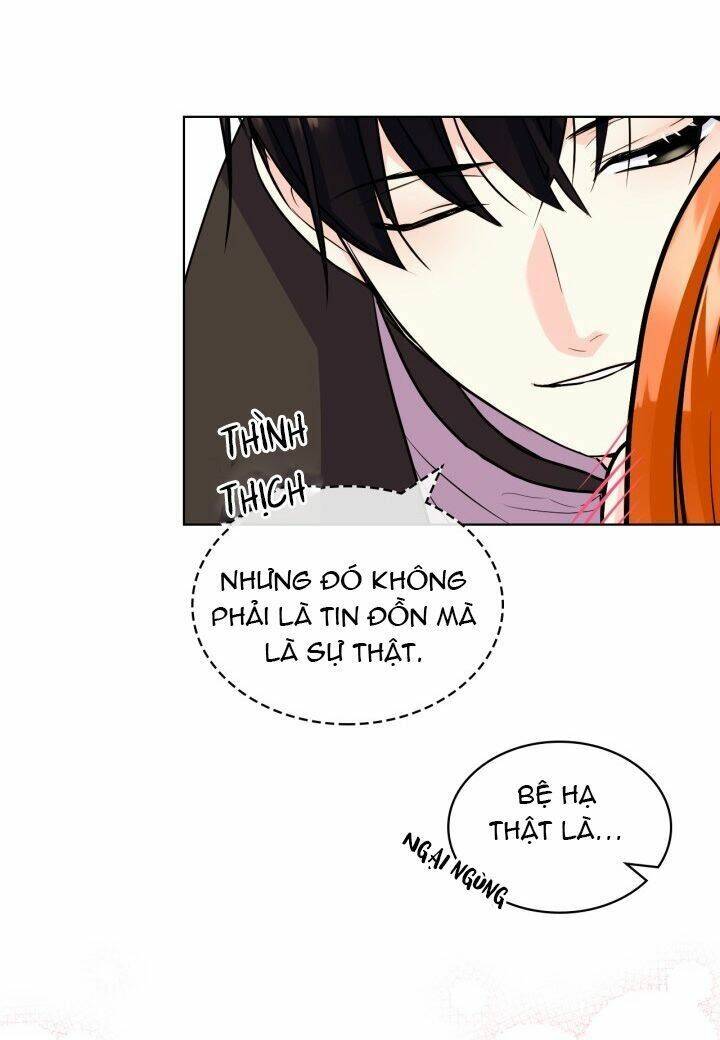 THÌNH
THỊCH
NHƯNG ĐÓ KHÔNG
PHẢI LÀ TIN ĐỒN MÀ
LÀ SỰ THẬT.
BỆ HẠ
THẬT LÀ...
NGẠI NGÙNG